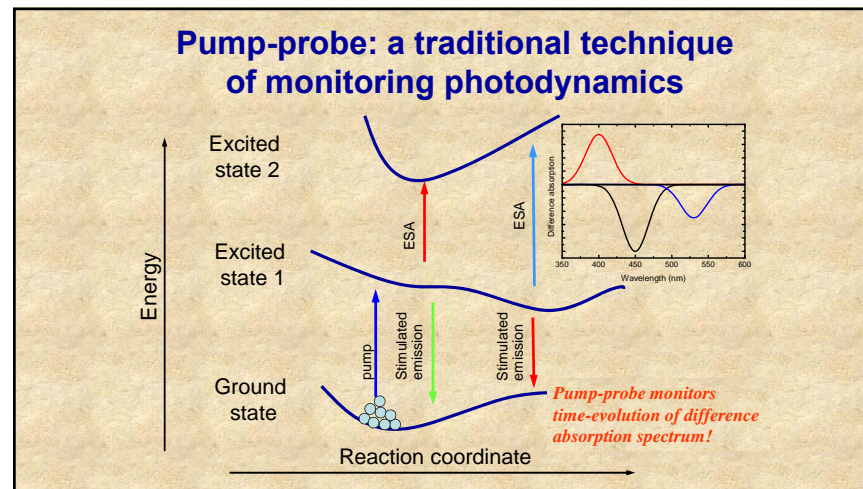 Pump-probe: a traditional technique
of monitoring photodynamics
Energy
Excited
state 2
Excited
state 1
Ground
state
ESA
ESA
pump
Stimulated
emission
Stimulated
emission
Difference absorption
350 400 450 500 550 600
Wavelength (nm)
Pump-probe monitors
time-evolution of difference
absorption spectrum!
Reaction coordinate